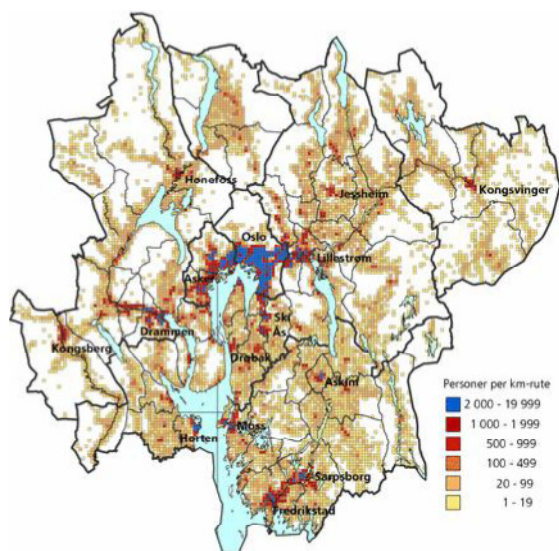 Hønefoss
Jessheim
Kongsvinger
Oslo
Lillestrøm
Asker
Ski
Ås
Drammen
Kongsberg
Drøbak
Askim
Moss
Horten
Sarpsborg
Fredrikstad
Personer per km-rute
2 000 - 19 999
1 000 - 1 999
500 - 999
100 - 499
20 - 99
1 - 19